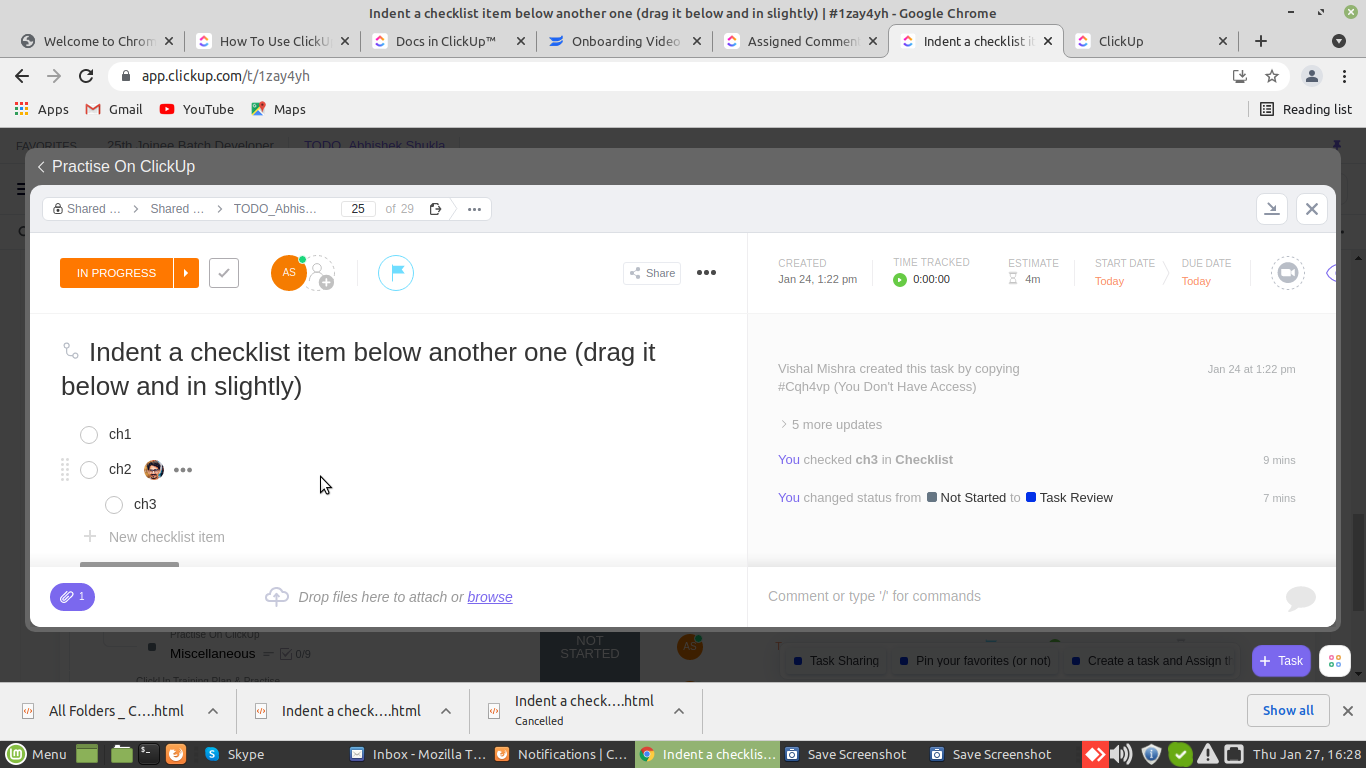 Indent a checklist item below another one (drag it below and in slightly) | #1zay4yh - Google Chrome
Welcome to Chrom
How To Use ClickU
Docs in ClickUp™
Onboarding Video
Assigned Commen
Indent a checklist i
ClickUp
app.clickup.com/t/1zay4yh
Apps
Gmail
YouTube
Maps
Reading list
FAVORITES
25th Joinee Batch Developer
TODO_Abhishek Shukla
Practise On ClickUp
Shared ...
Shared ...
TODO_Abhis...
25
of 29
IN PROGRESS
AS
Share
CREATED
Jan 24, 1:22 pm
TIME TRACKED
0:00:00
ESTIMATE
4m
START DATE
Today
DUE DATE
Today
Indent a checklist item below another one (drag it
below and in slightly)
ch1
ch2
ch3
New checklist item
Vishal Mishra created this task by copying
#Cqh4vp (You Don't Have Access)
Jan 24 at 1:22 pm
5 more updates
You checked ch3 in Checklist
9 mins
You changed status from Not Started to Task Review
7 mins
1
Drop files here to attach or browse
Comment or type '/' for commands
Practise On ClickUp
Miscellaneous
0/9
NOT
STARTED
AS
Task Sharing
Pin your favorites (or not)
Create a task and Assign t
Task
ClickUp Training Plan & Practise
All Folders _ C....html
Indent a check....html
Indent a check....html
Cancelled
Show all
Menu
Skype
Inbox - Mozilla T...
Notifications | C...
Indent a checklis...
Save Screenshot
Save Screenshot
Thu Jan 27, 16:28